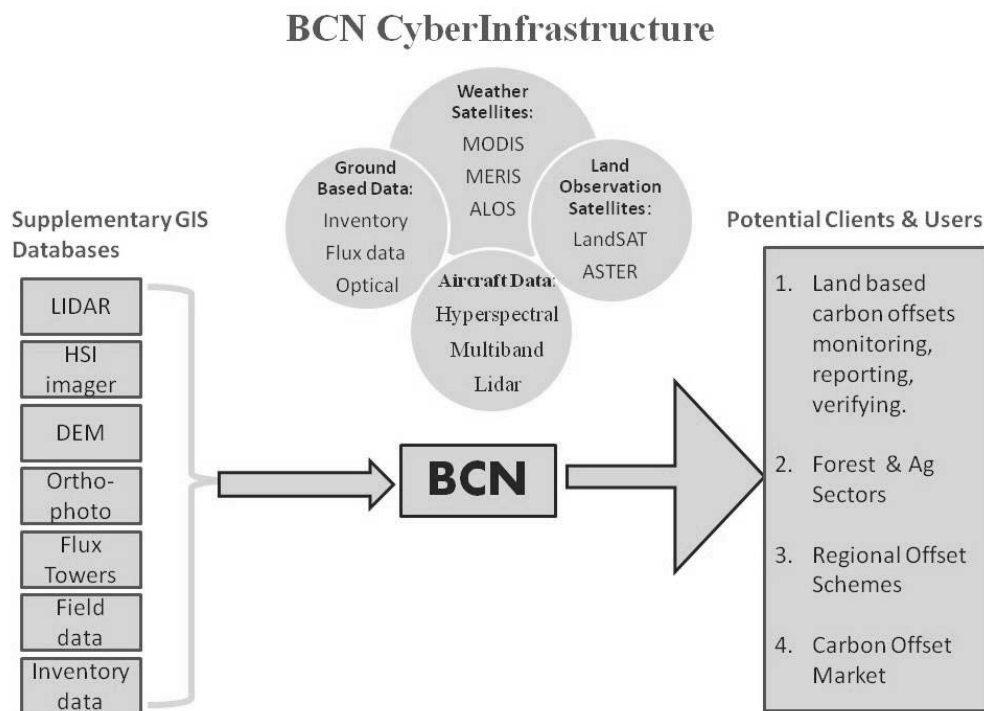 BCN CyberInfrastructure
Weather
Satellites:
MODIS
MERIS
ALOS
Ground
Based Data:
Inventory
Flux data
Optical
Land
Observation
Satellites:
LandSAT
ASTER
Aircraft Data:
Hyperspectral
Multiband
Lidar
Supplementary GIS
Databases
LIDAR
HSI
imager
DEM
Ortho-
photo
Flux
Towers
Field
data
Inventory
data
BCN
Potential Clients & Users
1. Land based
carbon offsets
monitoring,
reporting,
verifying.
2. Forest & Ag
Sectors
3. Regional Offset
Schemes
4. Carbon Offset
Market